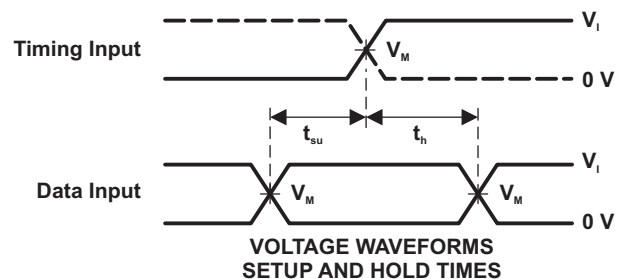 V_I
Timing Input
V_M
0 V
t_su
t_h
V_I
Data Input
V_M
V_M
0 V
VOLTAGE WAVEFORMS
SETUP AND HOLD TIMES